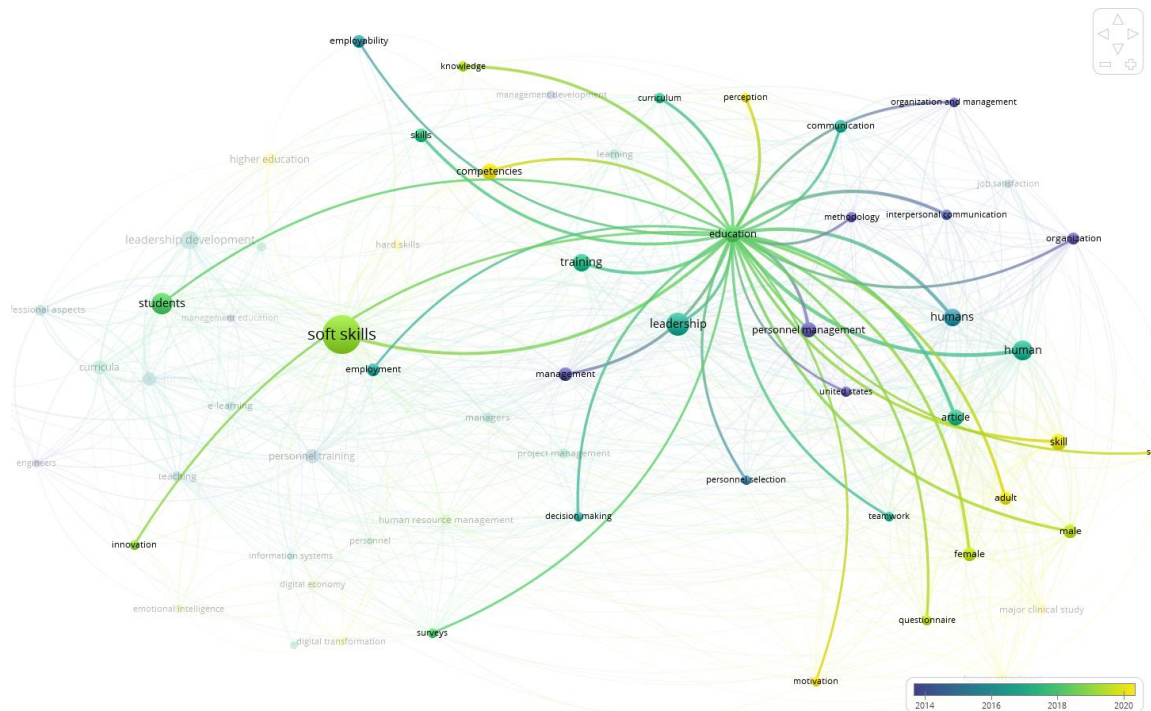 employability
knowledge
management development
curriculum
perception
organization and management
communication
skills
learning
higher education
competencies
job satisfaction
methodology
interpersonal communication
education
organization
leadership development
hard skills
training
students
fessional aspects
management education
soft skills
leadership
personnel management
humans
human
curricula
employment
management
united states
e-learning
managers
article
skill
s
personnel training
project management
engineers
teaching
personnel selection
adult
decision making
teamwork
human resource management
male
innovation
personnel
information systems
female
digital economy
emotional intelligence
major clinical study
questionnaire
surveys
digital transformation
motivation
2014 2016 2018 2020